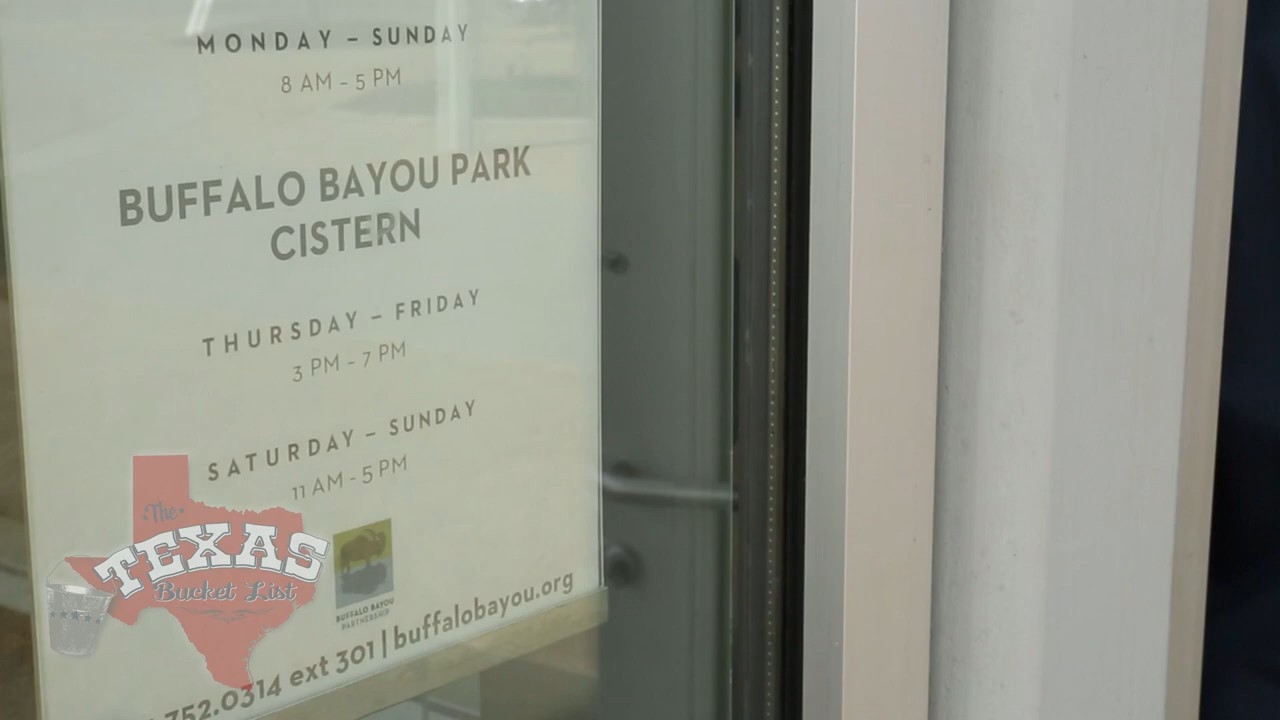 MONDAY – SUNDAY
8 AM - 5 PM
BUFFALO BAYOU PARK
CISTERN
THURSDAY – FRIDAY
3 PM - 7 PM
SATURDAY – SUNDAY
11 AM - 5 PM
The
TEXAS
Bucket List
BUFFALO BAYOU
PARTNERSHIP
752.0314 ext 301 | buffalobayou.org